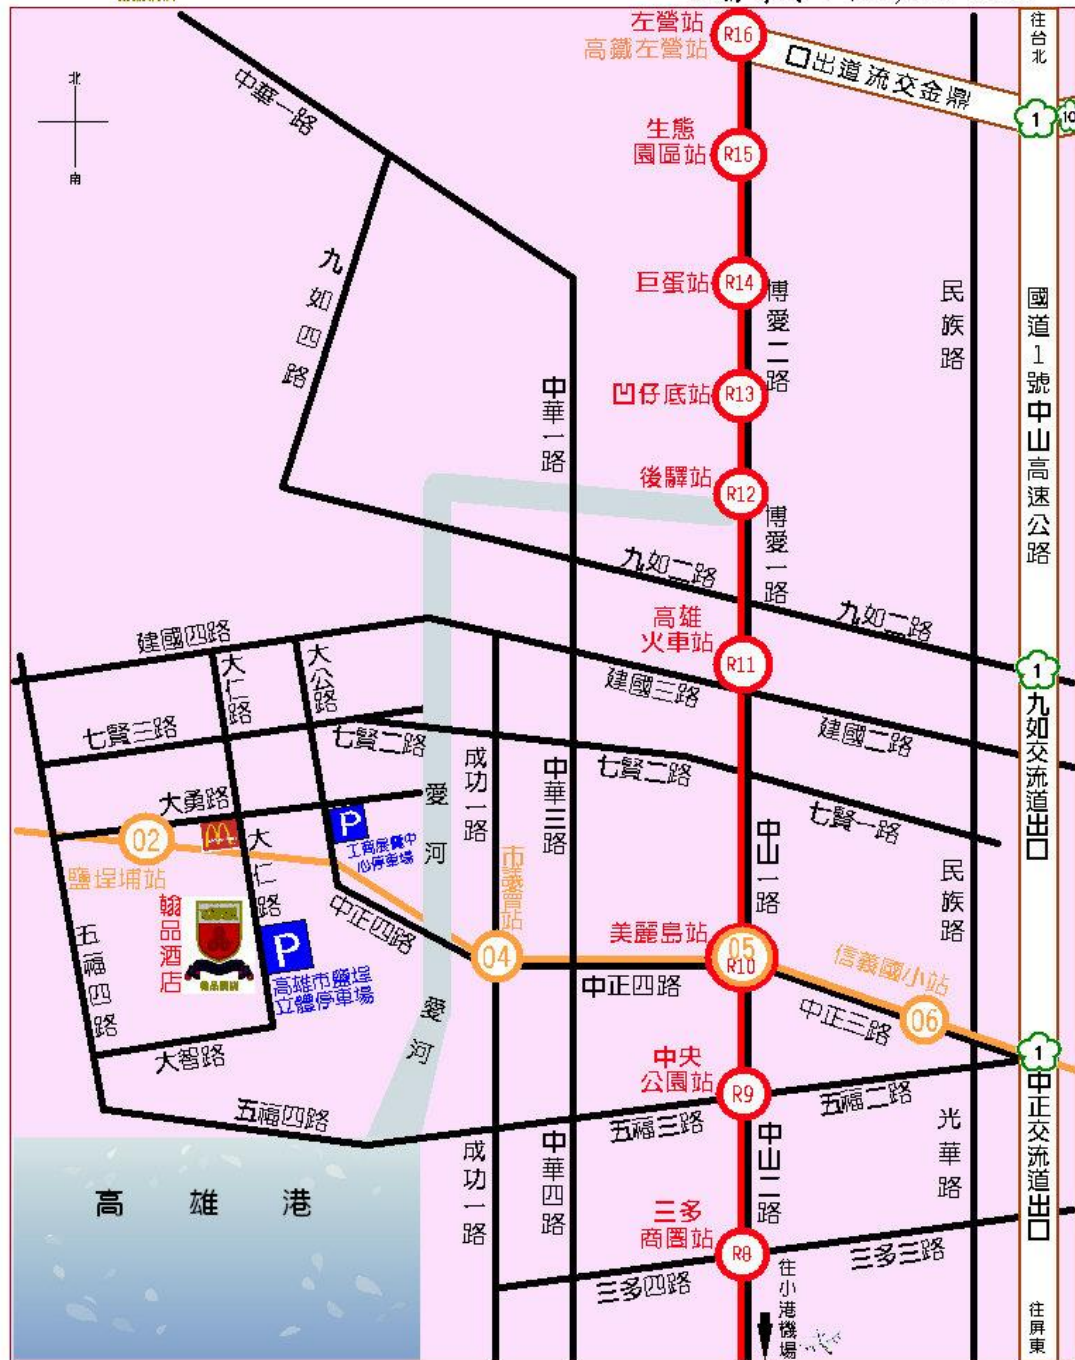 左營站
高鐵左營站
R16
往台北
口出道流交金鼎
1
10
北
南
中華一路
生態
園區站
R15
九如四路
巨蛋站
R14
博愛二路
民族路
國道1號中山高速公路
中華一路
凹仔底站
R13
後驛站
R12
博愛一路
九如二路
九如二路
高雄
火車站
R11
1
九如交流道出口
建國四路
大仁路
大公路
建國三路
建國二路
七賢三路
七賢二路
成功一路
中華三路
七賢二路
七賢一路
大勇路
愛河
中山一路
02
鹽埕埔站
P
工商展覽中
心停車場
大仁路
中正四路
市議會站
民族路
五福四路
翰品酒店
P
高雄市鹽埕
立體停車場
04
美麗島站
05
R10
信義國小站
中正四路
中正三路
06
大智路
愛河
1
中正交流道出口
中央
公園站
R9
五福四路
五福三路
五福二路
光華路
高雄港
成功一路
中華四路
中山二路
三多
商圈站
R8
三多四路
三多三路
往小港機場
往屏東